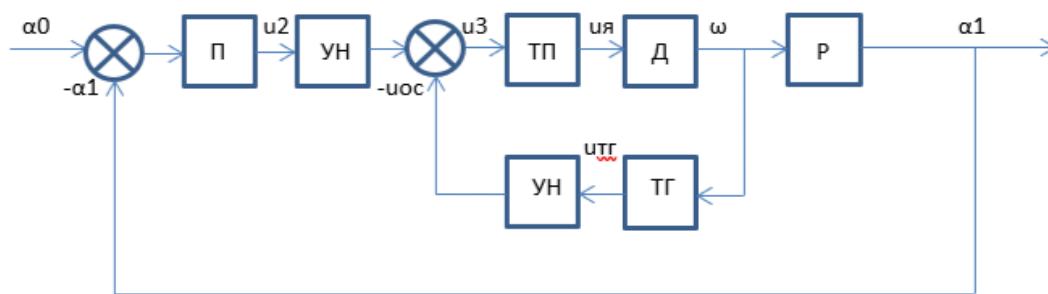 α0
-α1
П
u2
УН
-uос
u3
ТП
uя
Д
ω
Р
α1
uтг
УН
ТГ